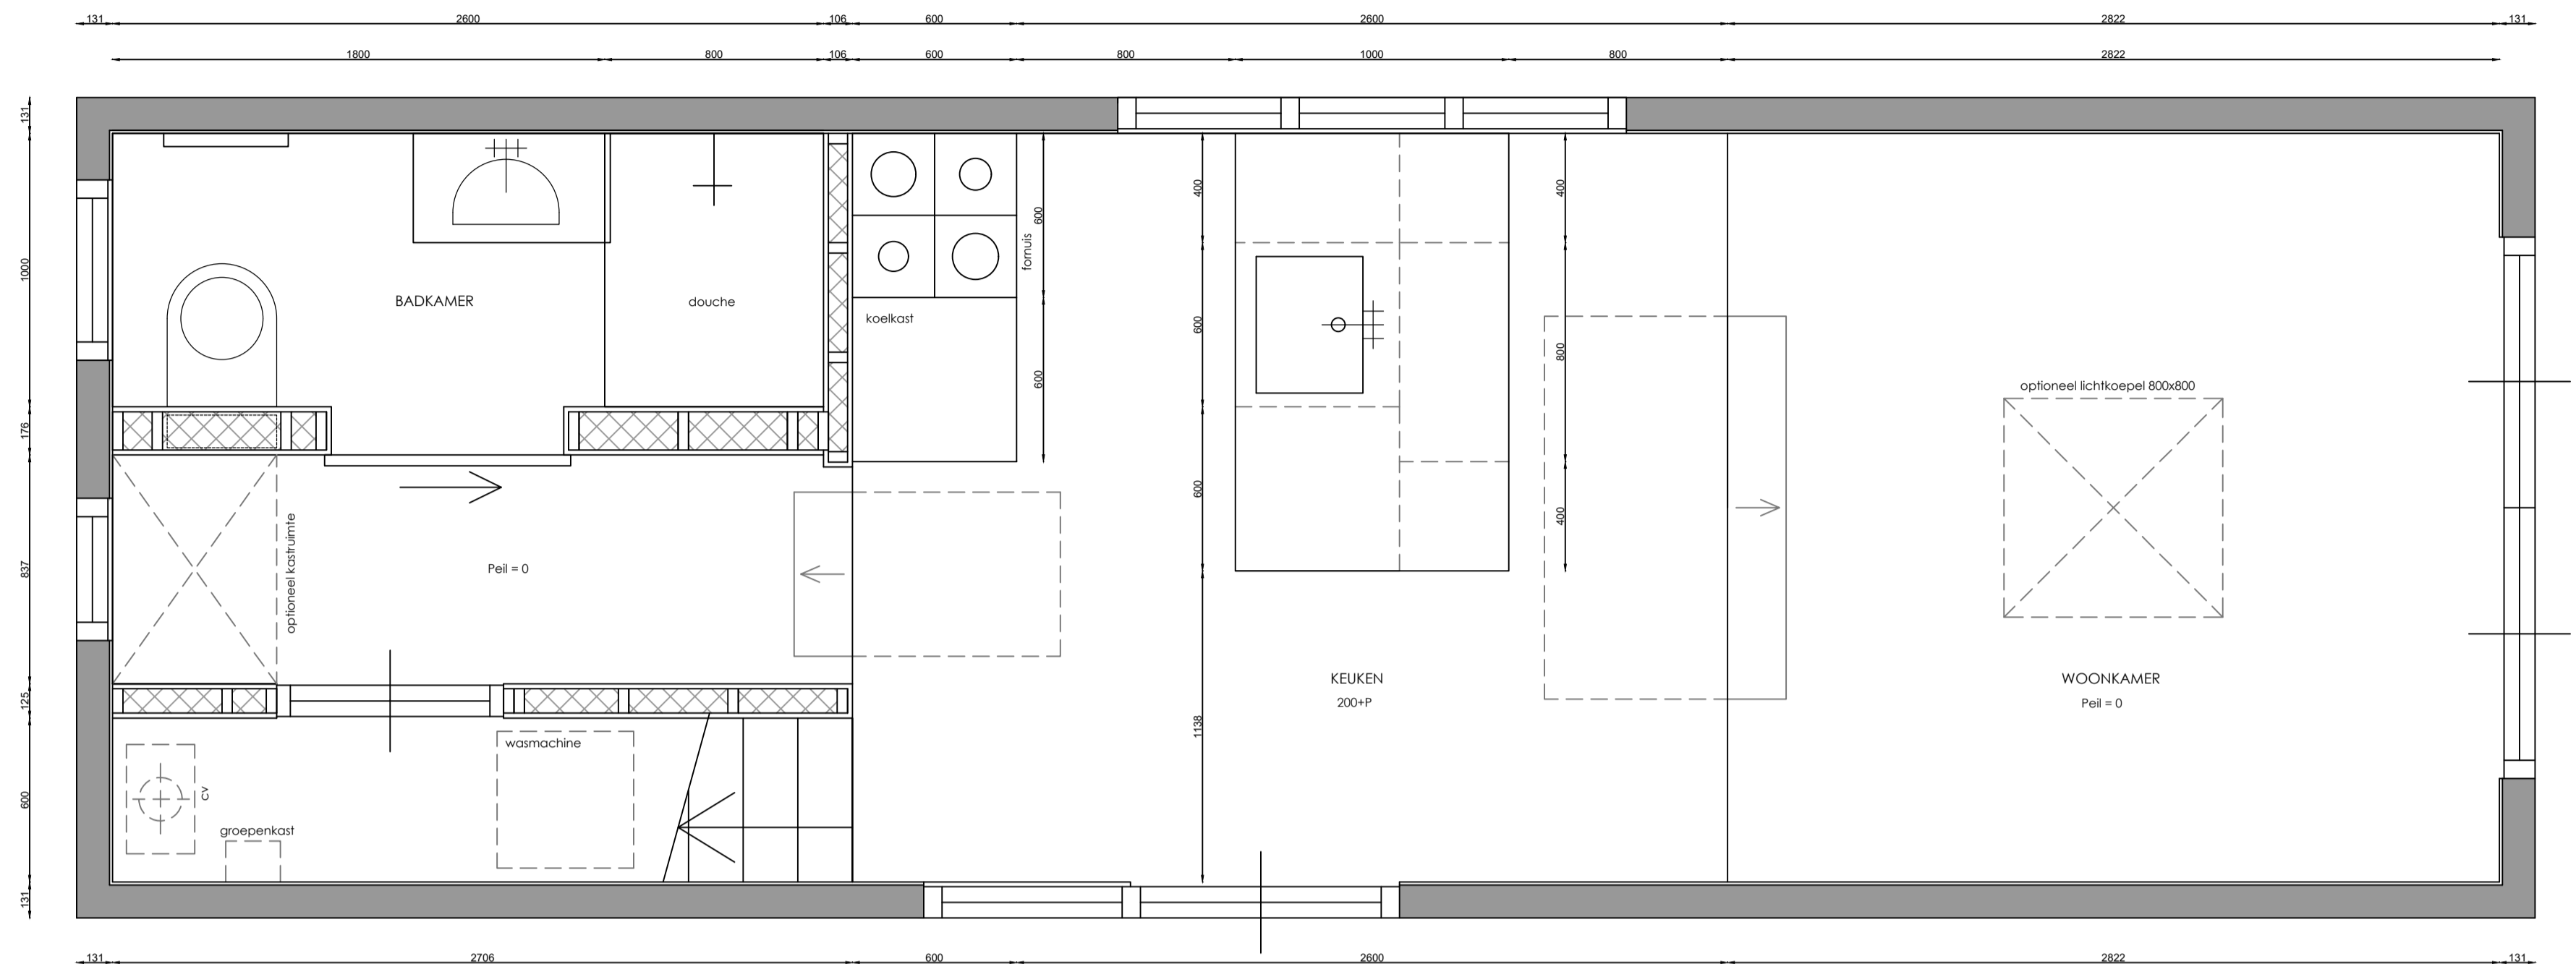 131 2600 106 600 2600 2822 131
1800 800 106 600 800 1000 800 2822
131
1000
176
837
125
600
131
BADKAMER
douche
koelkast
fornuis
600
600
400
600
600
1138
400
800
400
optioneel lichtkoepel 800x800
optioneel kastruimte
Peil = 0
KEUKEN
200+P
WOONKAMER
Peil = 0
wasmachine
cv
groepenkast
131 2706 600 2600 2822 131